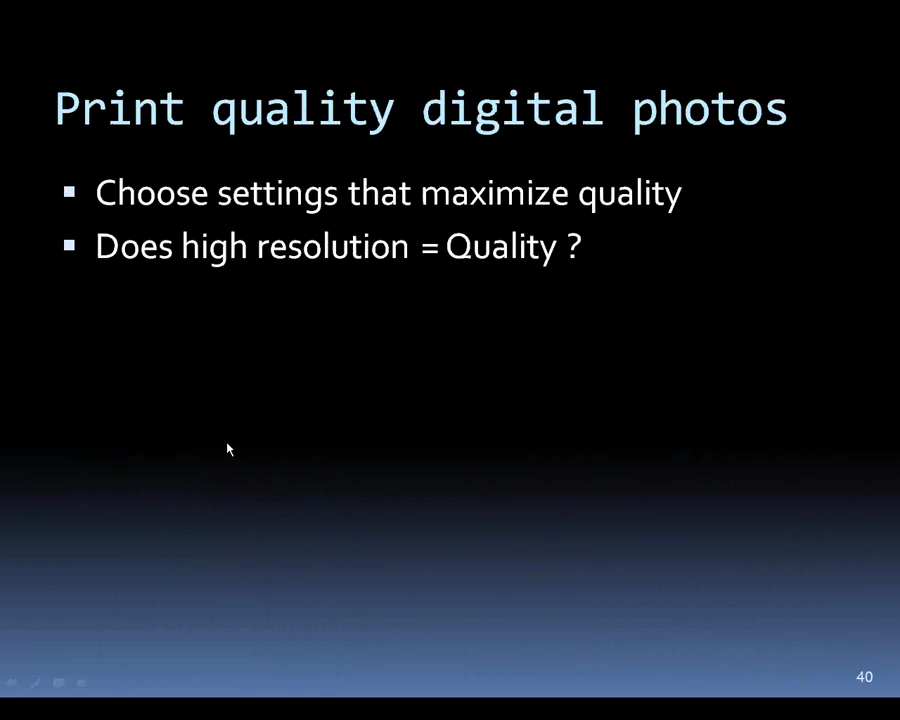 Print quality digital photos
Choose settings that maximize quality
Does high resolution = Quality ?
40